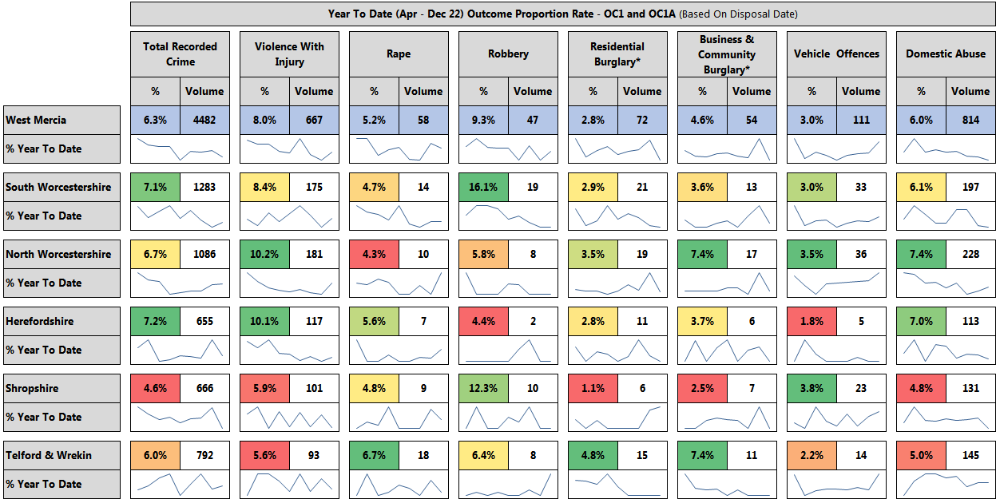 Year To Date (Apr - Dec 22) Outcome Proportion Rate - OC1 and OC1A (Based On Disposal Date)
Total Recorded Crime Violence With Injury Rape Robbery Residential Burglary* Business & Community Burglary* Vehicle Offences Domestic Abuse
% Volume % Volume % Volume % Volume % Volume % Volume % Volume % Volume
West Mercia 6.3% 4482 8.0% 667 5.2% 58 9.3% 47 2.8% 72 4.6% 54 3.0% 111 6.0% 814
% Year To Date
South Worcestershire 7.1% 1283 8.4% 175 4.7% 14 16.1% 19 2.9% 21 3.6% 13 3.0% 33 6.1% 197
% Year To Date
North Worcestershire 6.7% 1086 10.2% 181 4.3% 10 5.8% 8 3.5% 19 7.4% 17 3.5% 36 7.4% 228
% Year To Date
Herefordshire 7.2% 655 10.1% 117 5.6% 7 4.4% 2 2.8% 11 3.7% 6 1.8% 5 7.0% 113
% Year To Date
Shropshire 4.6% 666 5.9% 101 4.8% 9 12.3% 10 1.1% 6 2.5% 7 3.8% 23 4.8% 131
% Year To Date
Telford & Wrekin 6.0% 792 5.6% 93 6.7% 18 6.4% 8 4.8% 15 7.4% 11 2.2% 14 5.0% 145
% Year To Date